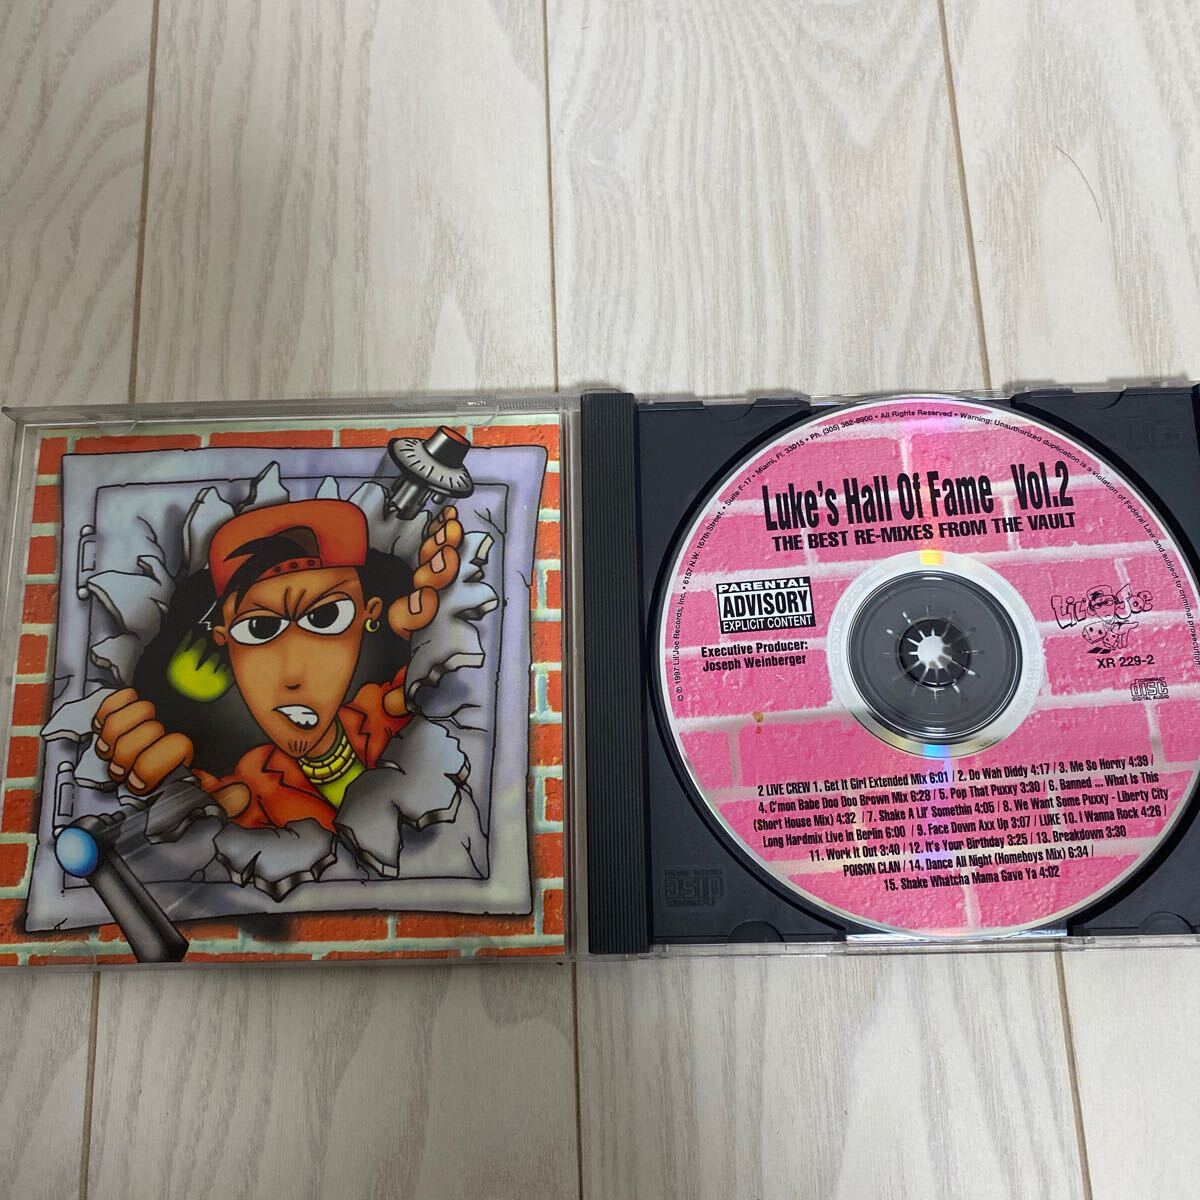 ℗ © 1997 Lil' Joe Records, Inc. • 6157 N.W. 167th Street, • Suite F-17 • Miami, Fl. 33015 • Ph. (305) 362-8900 • All Rights Reserved • Warning: Unauthorized duplication is a violation of Federal Law and subject to criminal prosecution
Luke's Hall Of Fame Vol.2
THE BEST RE-MIXES FROM THE VAULT
PARENTAL
ADVISORY
EXPLICIT CONTENT
Executive Producer:
Joseph Weinberger
LIL JOE
XR 229-2
COMPACT
disc
DIGITAL AUDIO
2 LIVE CREW 1. Get It Girl Extended Mix 6:01 / 2. Do Wah Diddy 4:17 / 3. Me So Horny 4:39 /
4. C'mon Babe Doo Doo Brown Mix 6:28 / 5. Pop That Puxxy 3:30 / 6. Banned ... What Is This
(Short House Mix) 4:32 / 7. Shake A Lil' Somethin 4:05 / 8. We Want Some Puxxy - Liberty City
Long Hardmix Live In Berlin 6:00 / 9. Face Down Axx Up 3:07 / LUKE 10. I Wanna Rock 4:26 /
11. Work It Out 3:40 / 12. It's Your Birthday 3:25 / 13. Breakdown 3:30
POISON CLAN / 14. Dance All Night (Homeboys Mix) 6:34 /
15. Shake Whatcha Mama Gave Ya 4:02